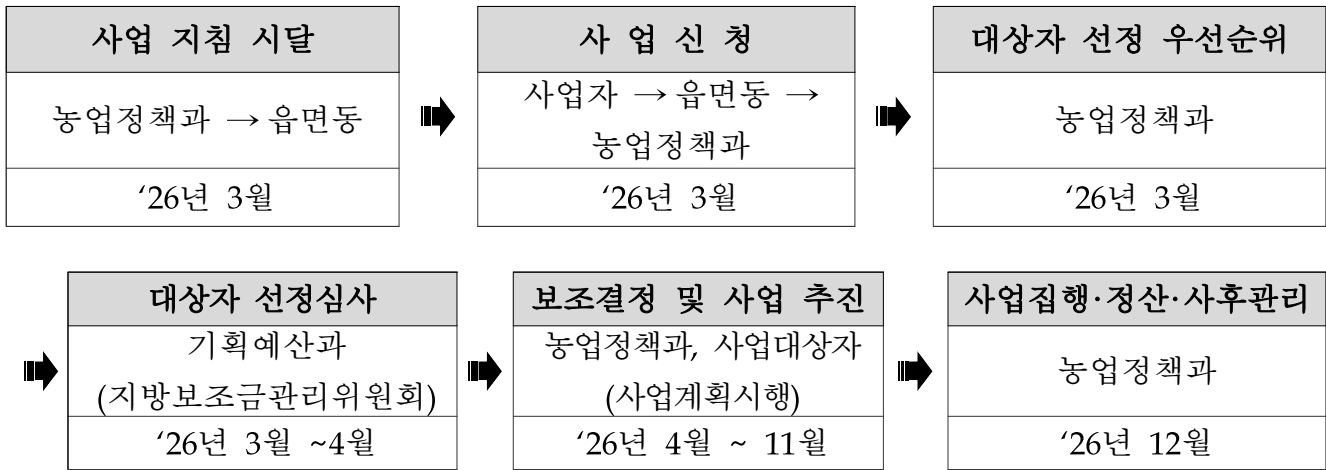 사업 지침 시달
농업정책과 → 읍면동
‘26년 3월
사 업 신 청
사업자 → 읍면동 →
농업정책과
‘26년 3월
대상자 선정 우선순위
농업정책과
‘26년 3월
대상자 선정심사
기획예산과
(지방보조금관리위원회)
‘26년 3월 ~4월
보조결정 및 사업 추진
농업정책과, 사업대상자
(사업계획시행)
‘26년 4월 ~ 11월
사업집행·정산·사후관리
농업정책과
‘26년 12월